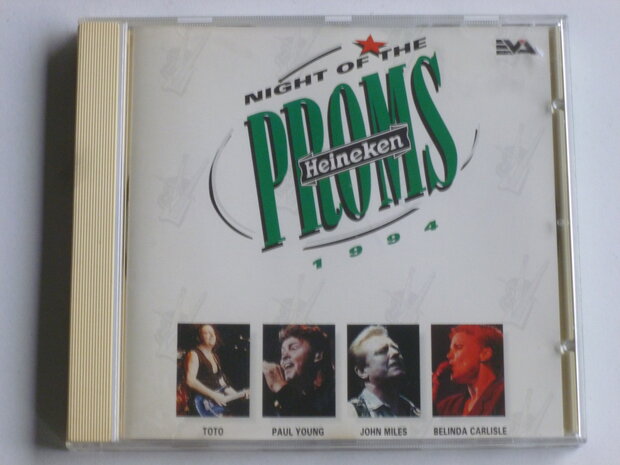 EVA
NIGHT OF THE
PROMS
Heineken
1994
TOTO
PAUL YOUNG
JOHN MILES
BELINDA CARLISLE